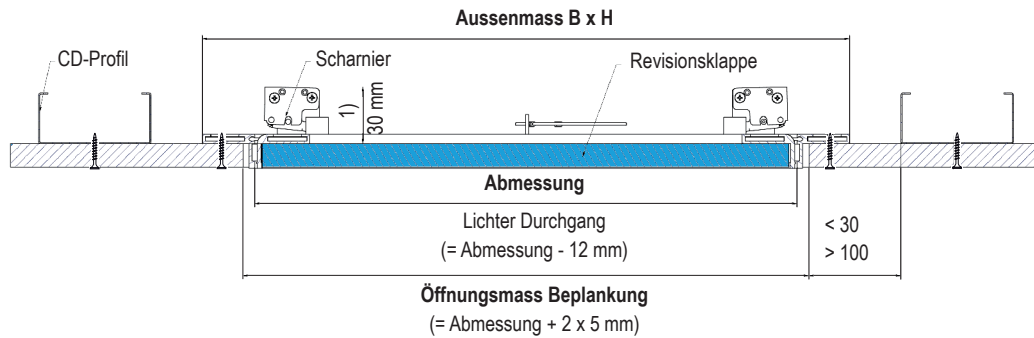 Aussenmass B x H
CD-Profil
Scharnier
Revisionsklappe
1)
30 mm
Abmessung
Lichter Durchgang
(= Abmessung - 12 mm)
< 30
> 100
Öffnungsmass Beplankung
(= Abmessung + 2 x 5 mm)